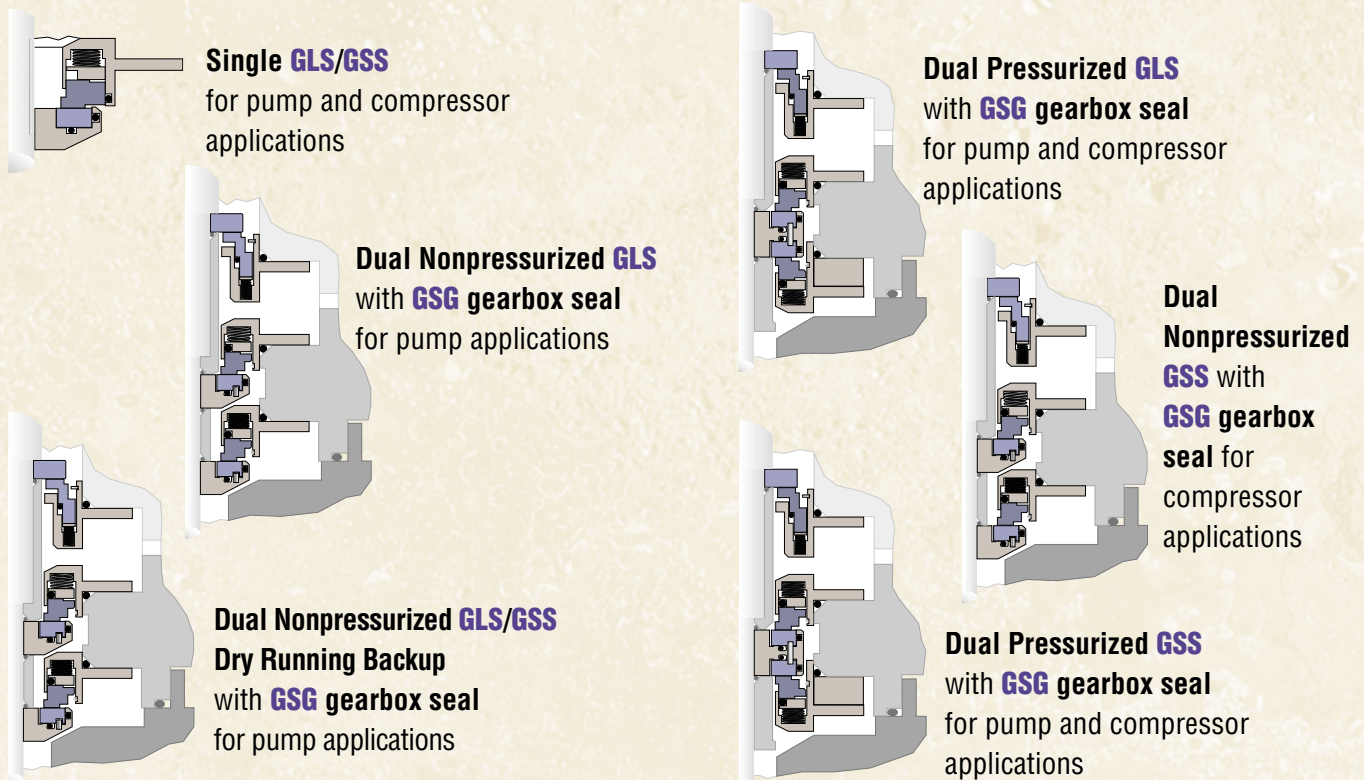 Single GLS/GSS
for pump and compressor
applications
Dual Nonpressurized GLS
with GSG gearbox seal
for pump applications
Dual Nonpressurized GLS/GSS
Dry Running Backup
with GSG gearbox seal
for pump applications
Dual Pressurized GLS
with GSG gearbox seal
for pump and compressor
applications
Dual
Nonpressurized
GSS with
GSG gearbox
seal for
compressor
applications
Dual Pressurized GSS
with GSG gearbox seal
for pump and compressor
applications